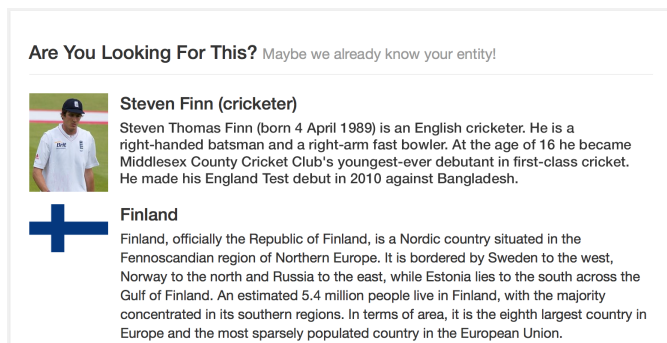 Are You Looking For This? Maybe we already know your entity!
Steven Finn (cricketer)
Steven Thomas Finn (born 4 April 1989) is an English cricketer. He is a
right-handed batsman and a right-arm fast bowler. At the age of 16 he became
Middlesex County Cricket Club's youngest-ever debutant in first-class cricket.
He made his England Test debut in 2010 against Bangladesh.
Finland
Finland, officially the Republic of Finland, is a Nordic country situated in the
Fennoscandian region of Northern Europe. It is bordered by Sweden to the west,
Norway to the north and Russia to the east, while Estonia lies to the south across the
Gulf of Finland. An estimated 5.4 million people live in Finland, with the majority
concentrated in its southern regions. In terms of area, it is the eighth largest country in
Europe and the most sparsely populated country in the European Union.